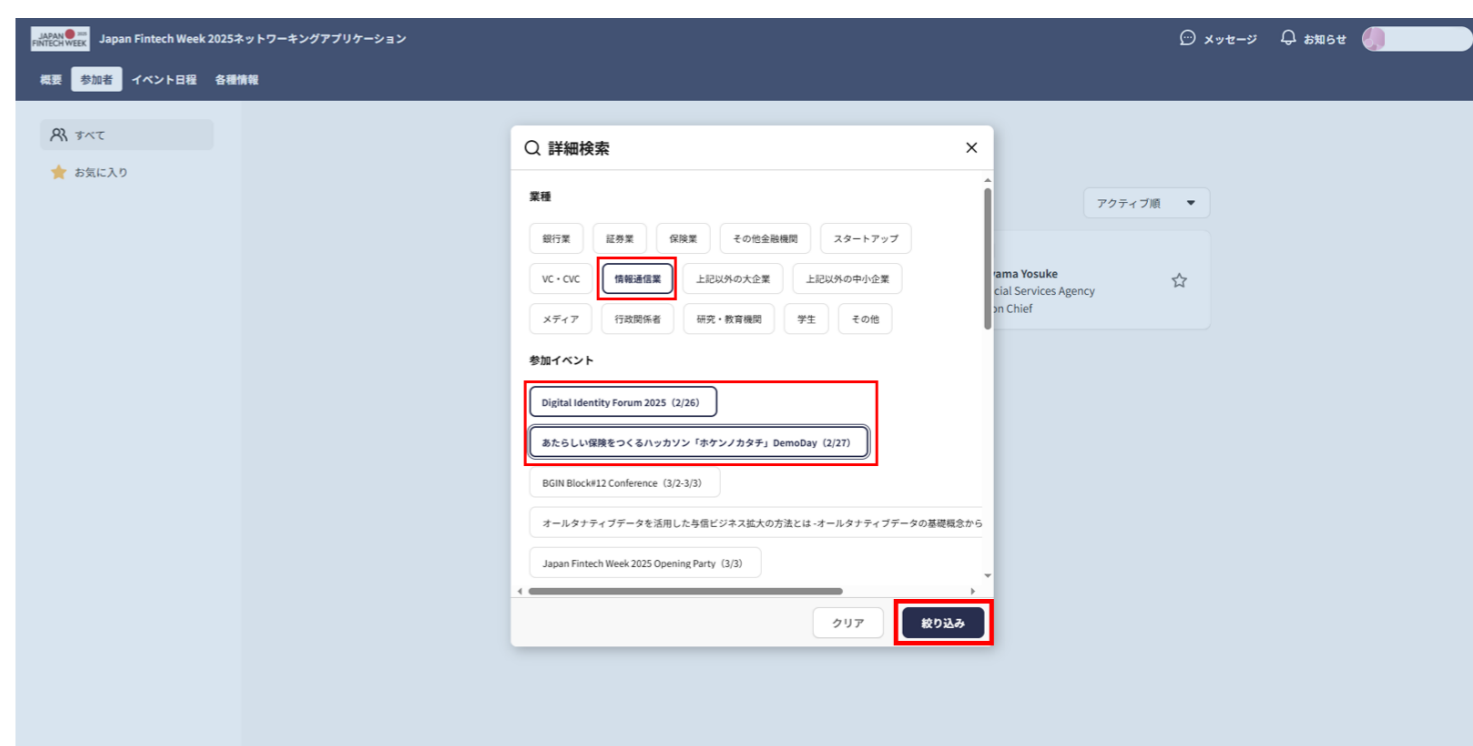 JAPAN
FINTECH WEEK
Japan Fintech Week 2025ネットワーキングアプリケーション
メッセージ
お知らせ
概要 参加者 イベント日程 各種情報
すべて
お気に入り
詳細検索
業種
アクティブ順
銀行業 証券業 保険業 その他金融機関 スタートアップ
VC・CVC 情報通信業 上記以外の大企業 上記以外の中小企業
メディア 行政関係者 研究・教育機関 学生 その他
yama Yosuke
cial Services Agency
on Chief
参加イベント
Digital Identity Forum 2025（2/26）
あたらしい保険をつくるハッカソン「ホケンノカタチ」DemoDay（2/27）
BGIN Block#12 Conference（3/2-3/3）
オールタナティブデータを活用した与信ビジネス拡大の方法とは -オールタナティブデータの基礎概念から
Japan Fintech Week 2025 Opening Party（3/3）
クリア 絞り込み